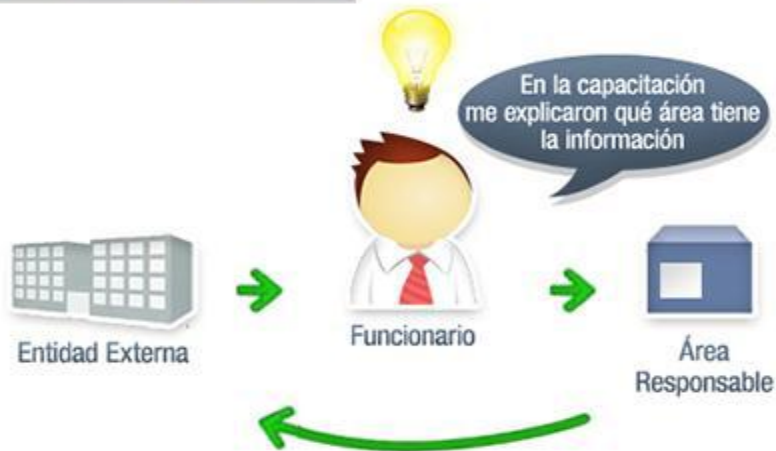 En la capacitación
me explicaron qué área tiene
la información
Entidad Externa
Funcionario
Área
Responsable